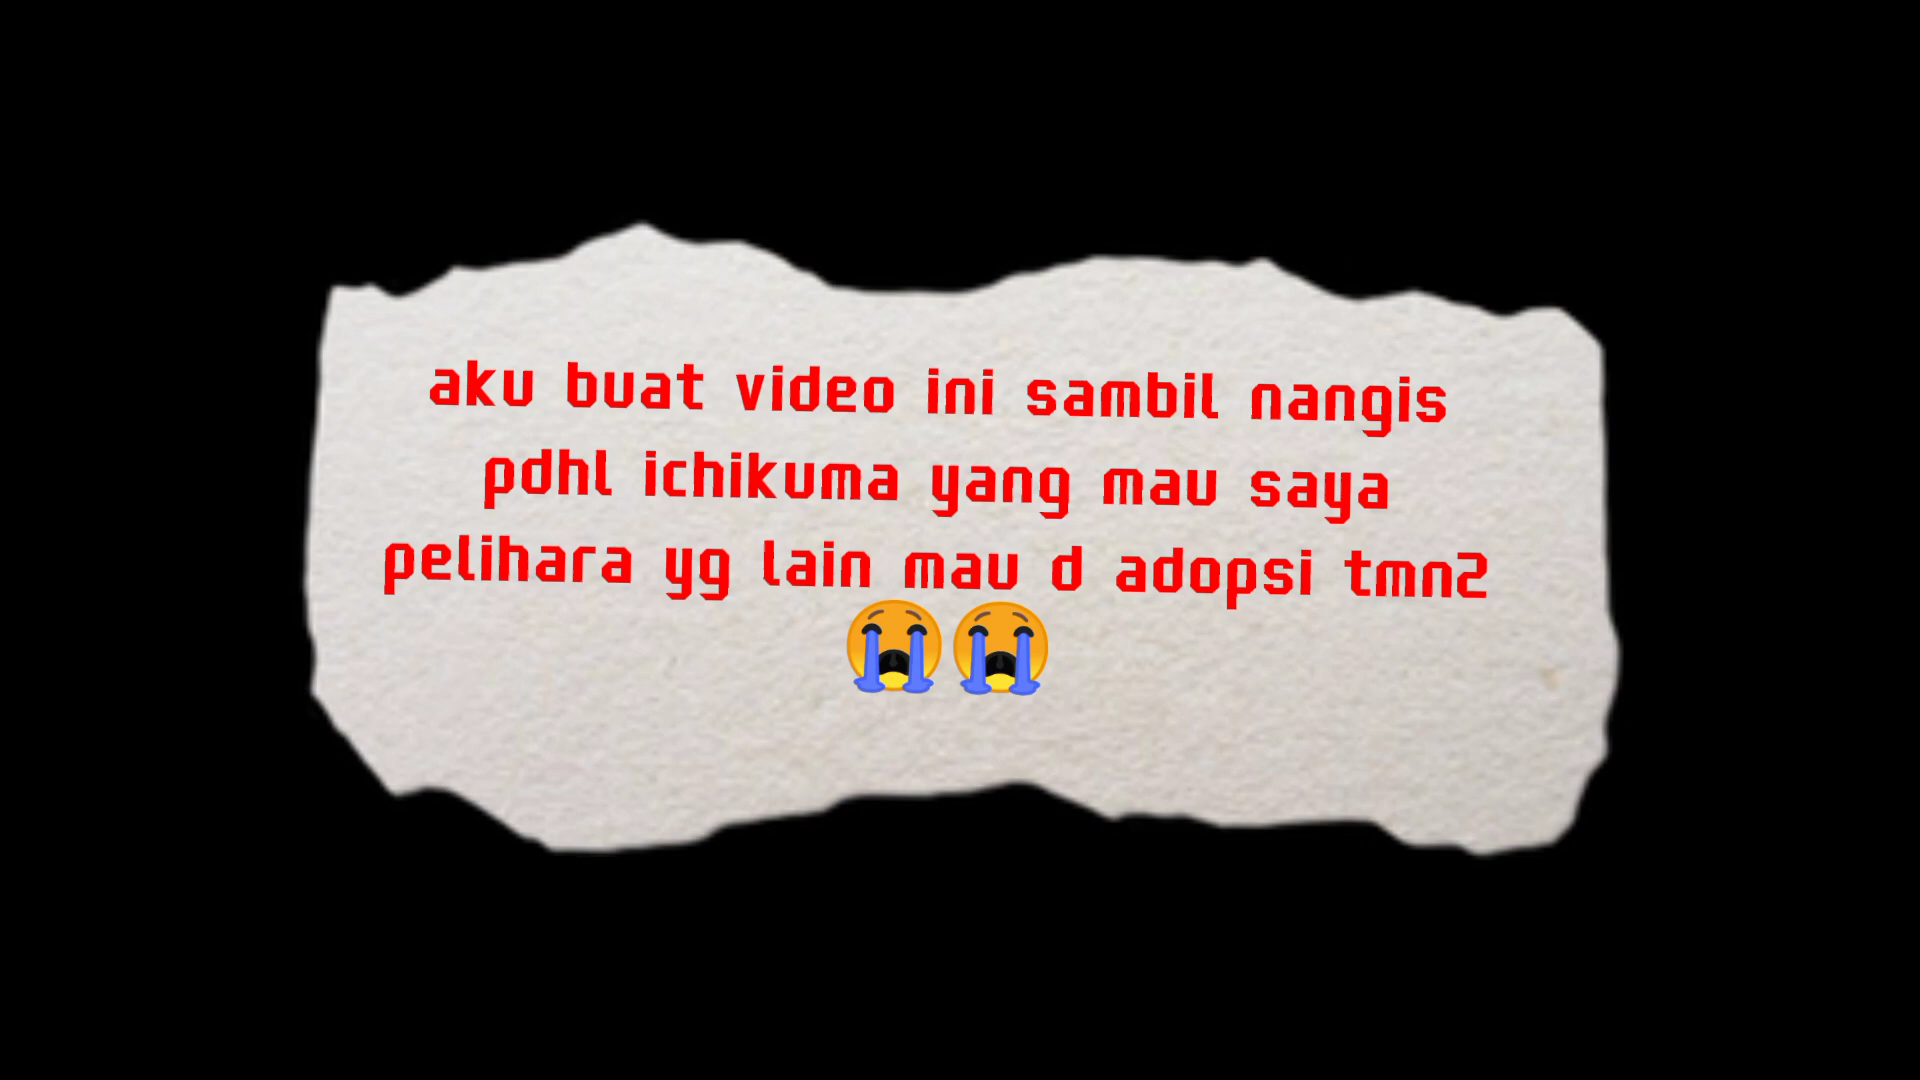 aku buat video ini sambil nangis
pdhl ichikuma yang mau saya
pelihara yg lain mau d adopsi tmn2
😭😭